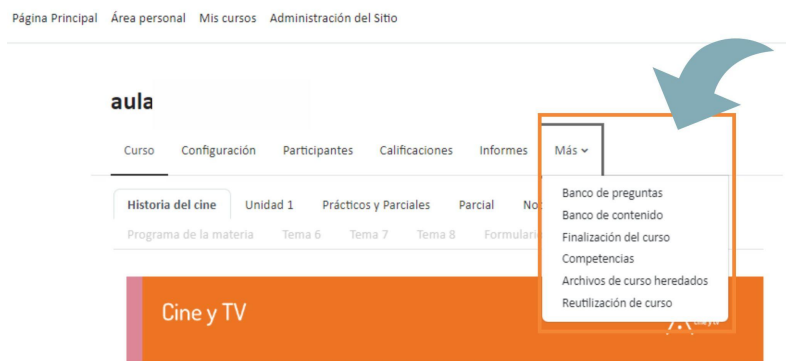 Página Principal Área personal Mis cursos Administración del Sitio
aula
Curso Configuración Participantes Calificaciones Informes Más
Historia del cine Unidad 1 Prácticos y Parciales Parcial
Programa de la materia Tema 6 Tema 7 Tema 8
Banco de preguntas
Banco de contenido
Finalización del curso
Competencias
Archivos de curso heredados
Reutilización de curso
Cine y TV